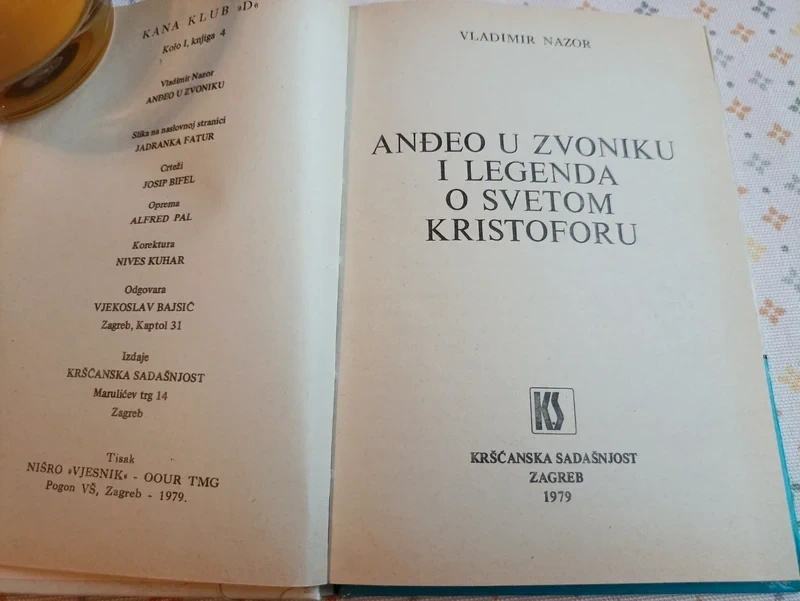 KANA KLUB »D«
Kolo I, knjiga 4
Vladimir Nazor
ANĐEO U ZVONIKU
Slika na naslovnoj stranici
JADRANKA FATUR
Crteži
JOSIP BIFEL
Oprema
ALFRED PAL
Korektura
NIVES KUHAR
Odgovara
VJEKOSLAV BAJSIĆ
Zagreb, Kaptol 31
Izdaje
KRŠĆANSKA SADAŠNJOST
Marulićev trg 14
Zagreb
Tisak
NIŠRO »VJESNIK« - OOUR TMG
Pogon VŠ, Zagreb - 1979.
VLADIMIR NAZOR
ANĐEO U ZVONIKU
I LEGENDA
O SVETOM
KRISTOFORU
KS
KRŠĆANSKA SADAŠNJOST
ZAGREB
1979